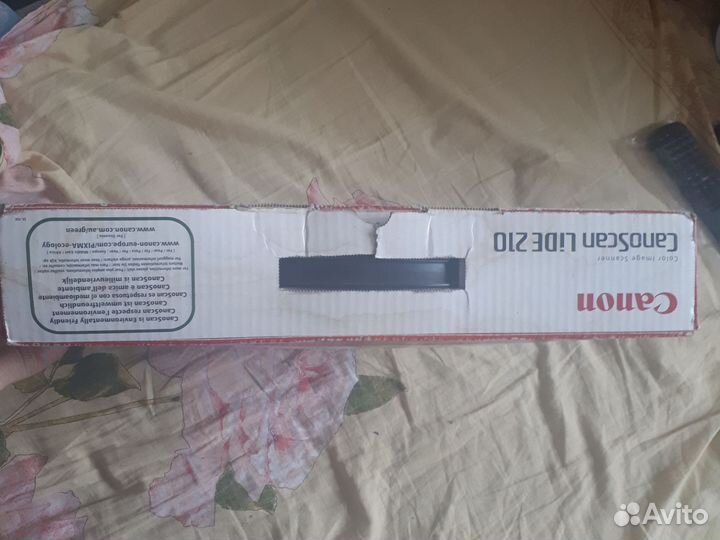 Canon
Color Image Scanner
CanoScan LiDE 210
CanoScan is Environmentally Friendly
CanoScan respecte l'environnement
CanoScan ist umweltfreundlich
CanoScan es respetuosa con el medioambiente
CanoScan è amica dell'ambiente
CanoScan is milieuvriendelijk
www.canon-europe.com/PIXMA-ecology
www.canon.com.au/green
Avito